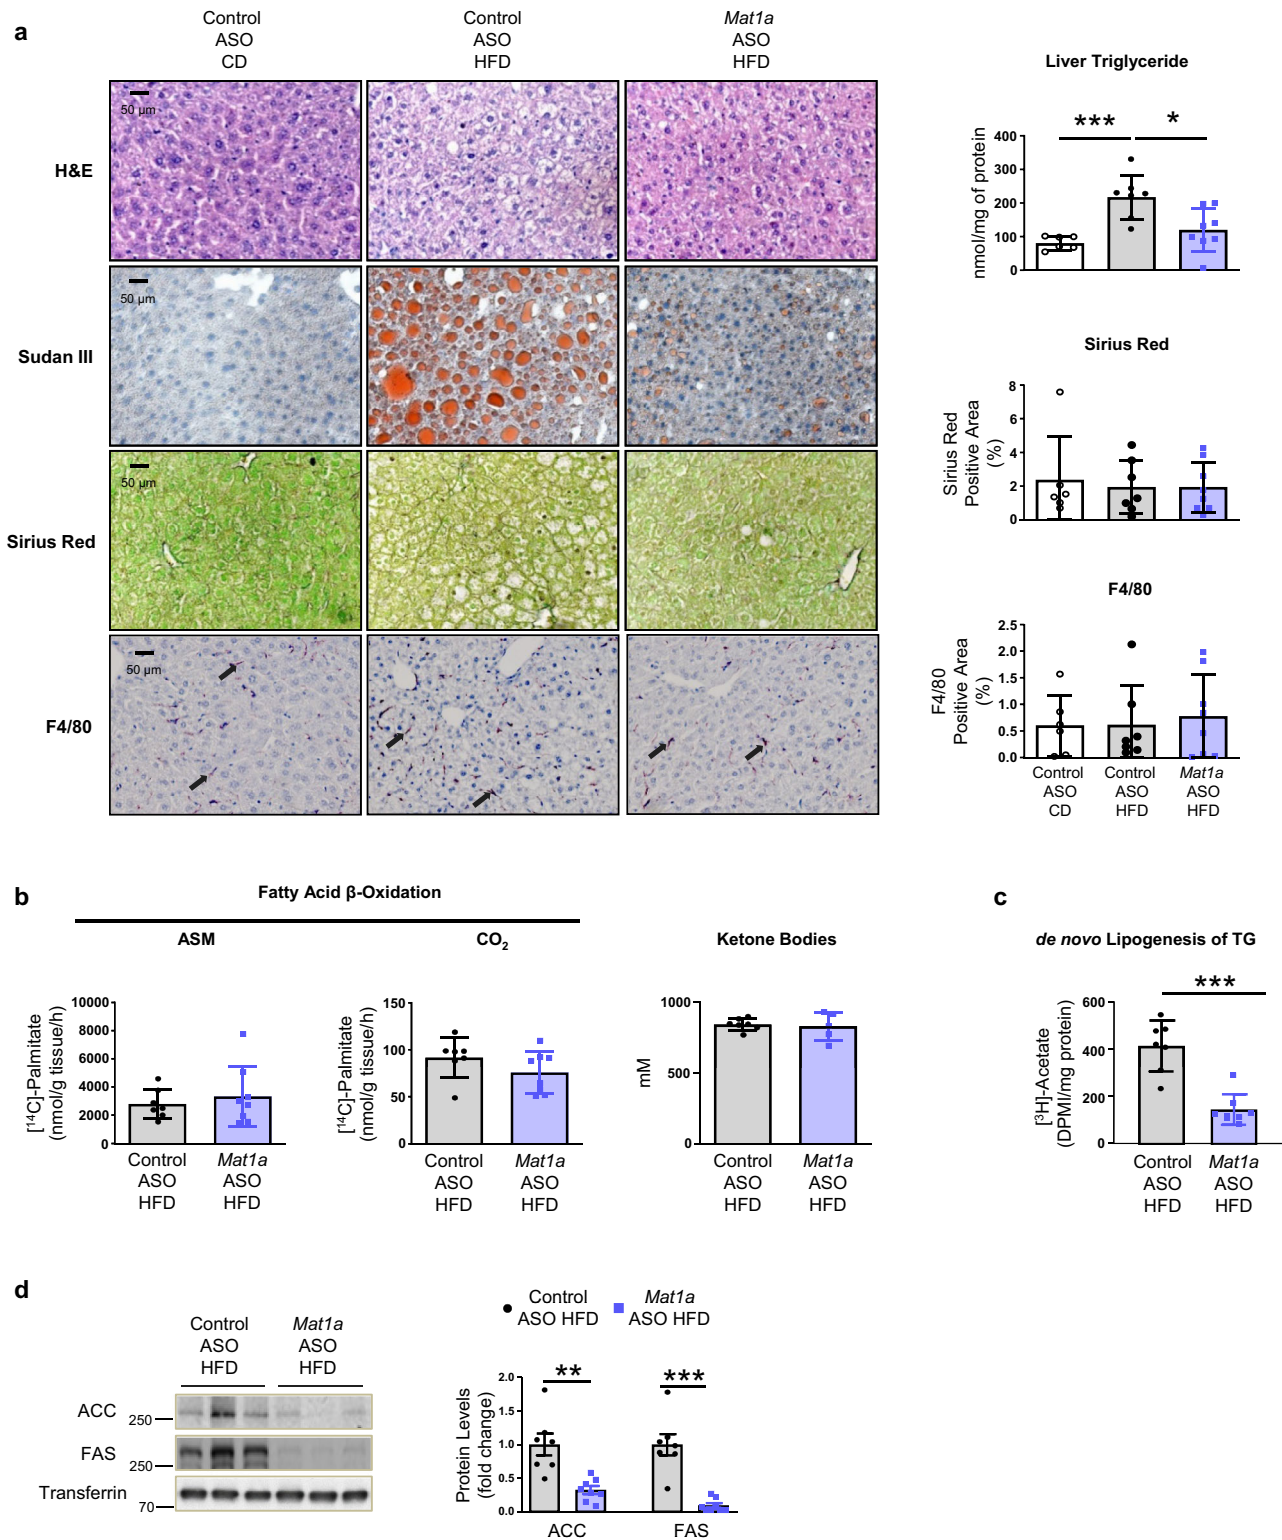 a
Control
ASO
CD
Control
ASO
HFD
Mat1a
ASO
HFD
H&E
50 µm
Sudan III
50 µm
Sirius Red
50 µm
F4/80
50 µm
Liver Triglyceride
nmol/mg of protein
400
300
200
100
0
***
*
Sirius Red
Sirius Red
Positive Area
(%)
8
6
4
2
0
F4/80
F4/80
Positive Area
(%)
2.5
2.0
1.5
1.0
0.5
0.0
Control
ASO
CD
Control
ASO
HFD
Mat1a
ASO
HFD
b
Fatty Acid β-Oxidation
ASM
[¹⁴C]-Palmitate
(nmol/g tissue/h)
10000
8000
6000
4000
2000
0
Control
ASO
HFD
Mat1a
ASO
HFD
CO₂
[¹⁴C]-Palmitate
(nmol/g tissue/h)
150
100
50
0
Control
ASO
HFD
Mat1a
ASO
HFD
Ketone Bodies
mM
1000
500
0
Control
ASO
HFD
Mat1a
ASO
HFD
c
de novo Lipogenesis of TG
[³H]-Acetate
(DPMI/mg protein)
600
400
200
0
***
Control
ASO
HFD
Mat1a
ASO
HFD
d
Control
ASO
HFD
Mat1a
ASO
HFD
ACC
250
FAS
250
Transferrin
70
Control
ASO HFD
Mat1a
ASO HFD
Protein Levels
(fold change)
2.0
1.5
1.0
0.5
0.0
**
***
ACC
FAS